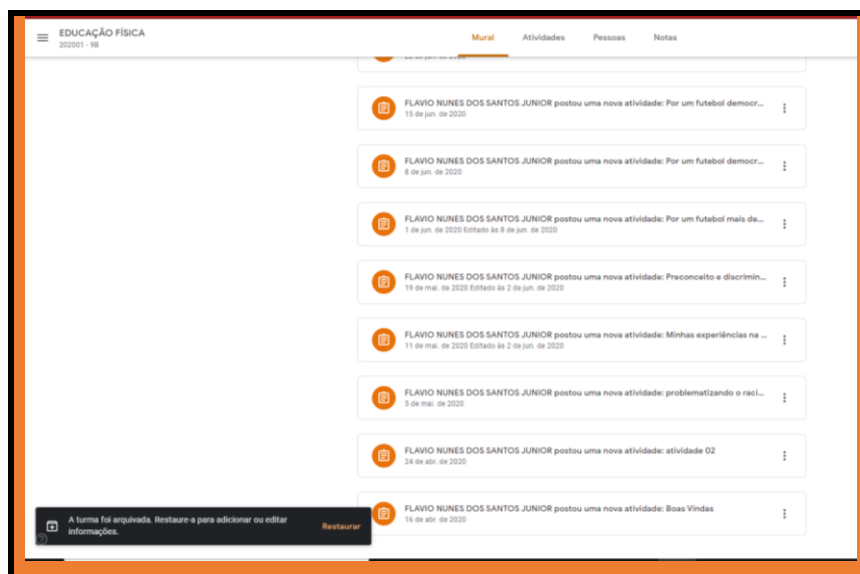 EDUCAÇÃO FÍSICA
202001 - 9B
Mural Atividades Pessoas Notas
FLAVIO NUNES DOS SANTOS JUNIOR postou uma nova atividade: Por um futebol democr...
15 de jun. de 2020
FLAVIO NUNES DOS SANTOS JUNIOR postou uma nova atividade: Por um futebol democr...
8 de jun. de 2020
FLAVIO NUNES DOS SANTOS JUNIOR postou uma nova atividade: Por um futebol mais de...
1 de jun. de 2020 Editado às 8 de jun. de 2020
FLAVIO NUNES DOS SANTOS JUNIOR postou uma nova atividade: Preconceito e discrimin...
19 de mai. de 2020 Editado às 2 de jun. de 2020
FLAVIO NUNES DOS SANTOS JUNIOR postou uma nova atividade: Minhas experiências na ...
11 de mai. de 2020 Editado às 2 de jun. de 2020
FLAVIO NUNES DOS SANTOS JUNIOR postou uma nova atividade: problematizando o raci...
5 de mai. de 2020
FLAVIO NUNES DOS SANTOS JUNIOR postou uma nova atividade: atividade 02
24 de abr. de 2020
FLAVIO NUNES DOS SANTOS JUNIOR postou uma nova atividade: Boas Vindas
16 de abr. de 2020
A turma foi arquivada. Restaure-a para adicionar ou editar
informações.
Restaurar